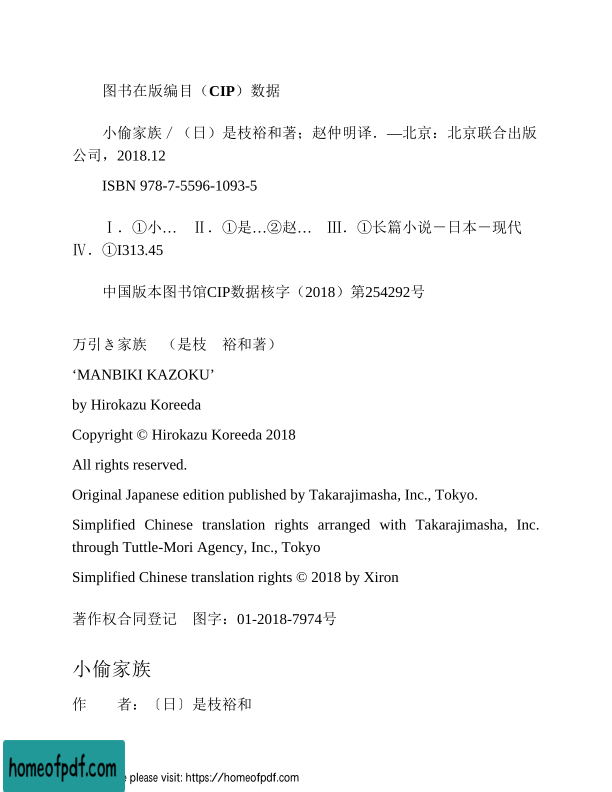 图书在版编目（CIP）数据
小偷家族／（日）是枝裕和著；赵仲明译．—北京：北京联合出版
公司，2018.12
ISBN 978-7-5596-1093-5
Ⅰ．①小…　Ⅱ．①是…②赵…　Ⅲ．①长篇小说－日本－现代
Ⅳ．①I313.45
中国版本图书馆CIP数据核字（2018）第254292号
万引き家族　（是枝　裕和著）
‘MANBIKI KAZOKU’
by Hirokazu Koreeda
Copyright © Hirokazu Koreeda 2018
All rights reserved.
Original Japanese edition published by Takarajimasha, Inc., Tokyo.
Simplified Chinese translation rights arranged with Takarajimasha, Inc.
through Tuttle-Mori Agency, Inc., Tokyo
Simplified Chinese translation rights © 2018 by Xiron
著作权合同登记　图字：01-2018-7974号
小偷家族
作　　者：〔日〕是枝裕和
homeofpdf.com
please visit: https://homeofpdf.com